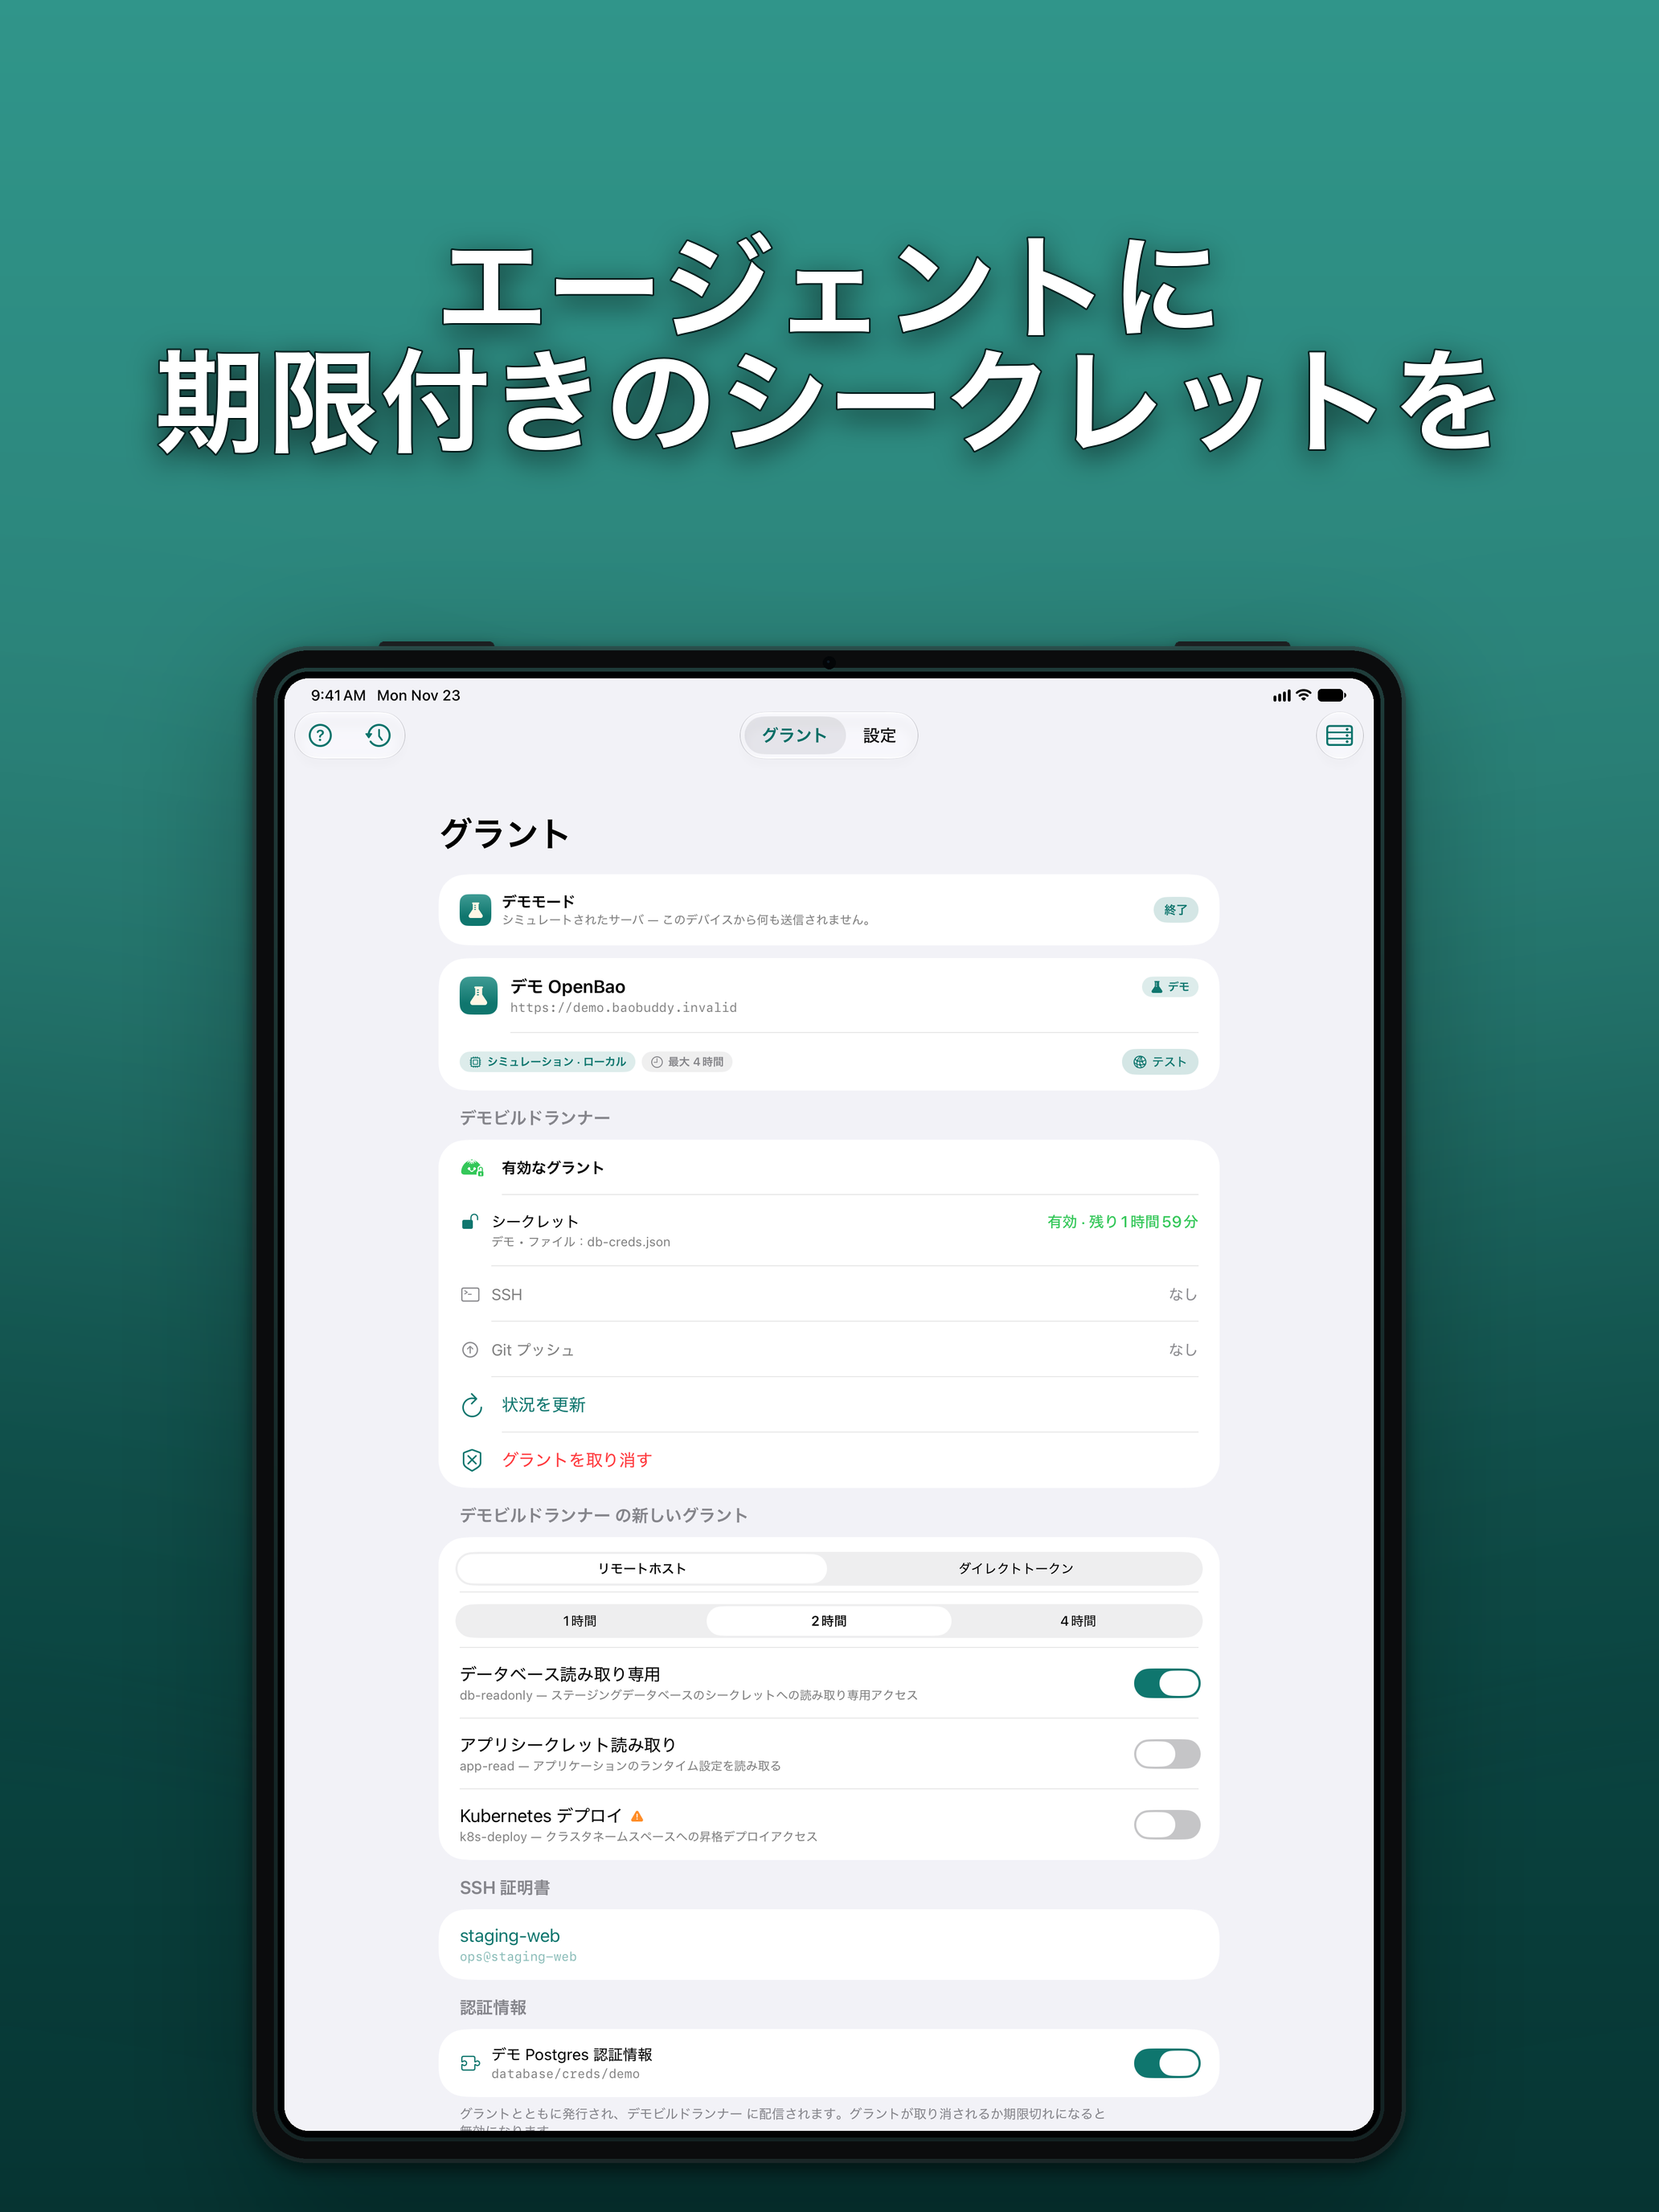 エージェントに
期限付きのシークレットを
9:41 AM Mon Nov 23
グラント 設定
グラント
デモモード
シミュレートされたサーバ — このデバイスから何も送信されません。
終了
デモ OpenBao
https://demo.baobuddy.invalid
デモ
シミュレーション · ローカル
最大 4 時間
テスト
デモビルドランナー
有効なグラント
シークレット
有効 · 残り 1 時間 59 分
デモ・ファイル：db-creds.json
SSH
なし
Git プッシュ
なし
状況を更新
グラントを取り消す
デモビルドランナー の新しいグラント
リモートホスト ダイレクトトークン
1 時間 2 時間 4 時間
データベース読み取り専用
db-readonly — ステージングデータベースのシークレットへの読み取り専用アクセス
アプリシークレット読み取り
app-read — アプリケーションのランタイム設定を読み取る
Kubernetes デプロイ
k8s-deploy — クラスタネームスペースへの昇格デプロイアクセス
SSH 証明書
staging-web
ops@staging-web
認証情報
デモ Postgres 認証情報
database/creds/demo
グラントとともに発行され、デモビルドランナー に配信されます。グラントが取り消されるか期限切れになると
無効になります。